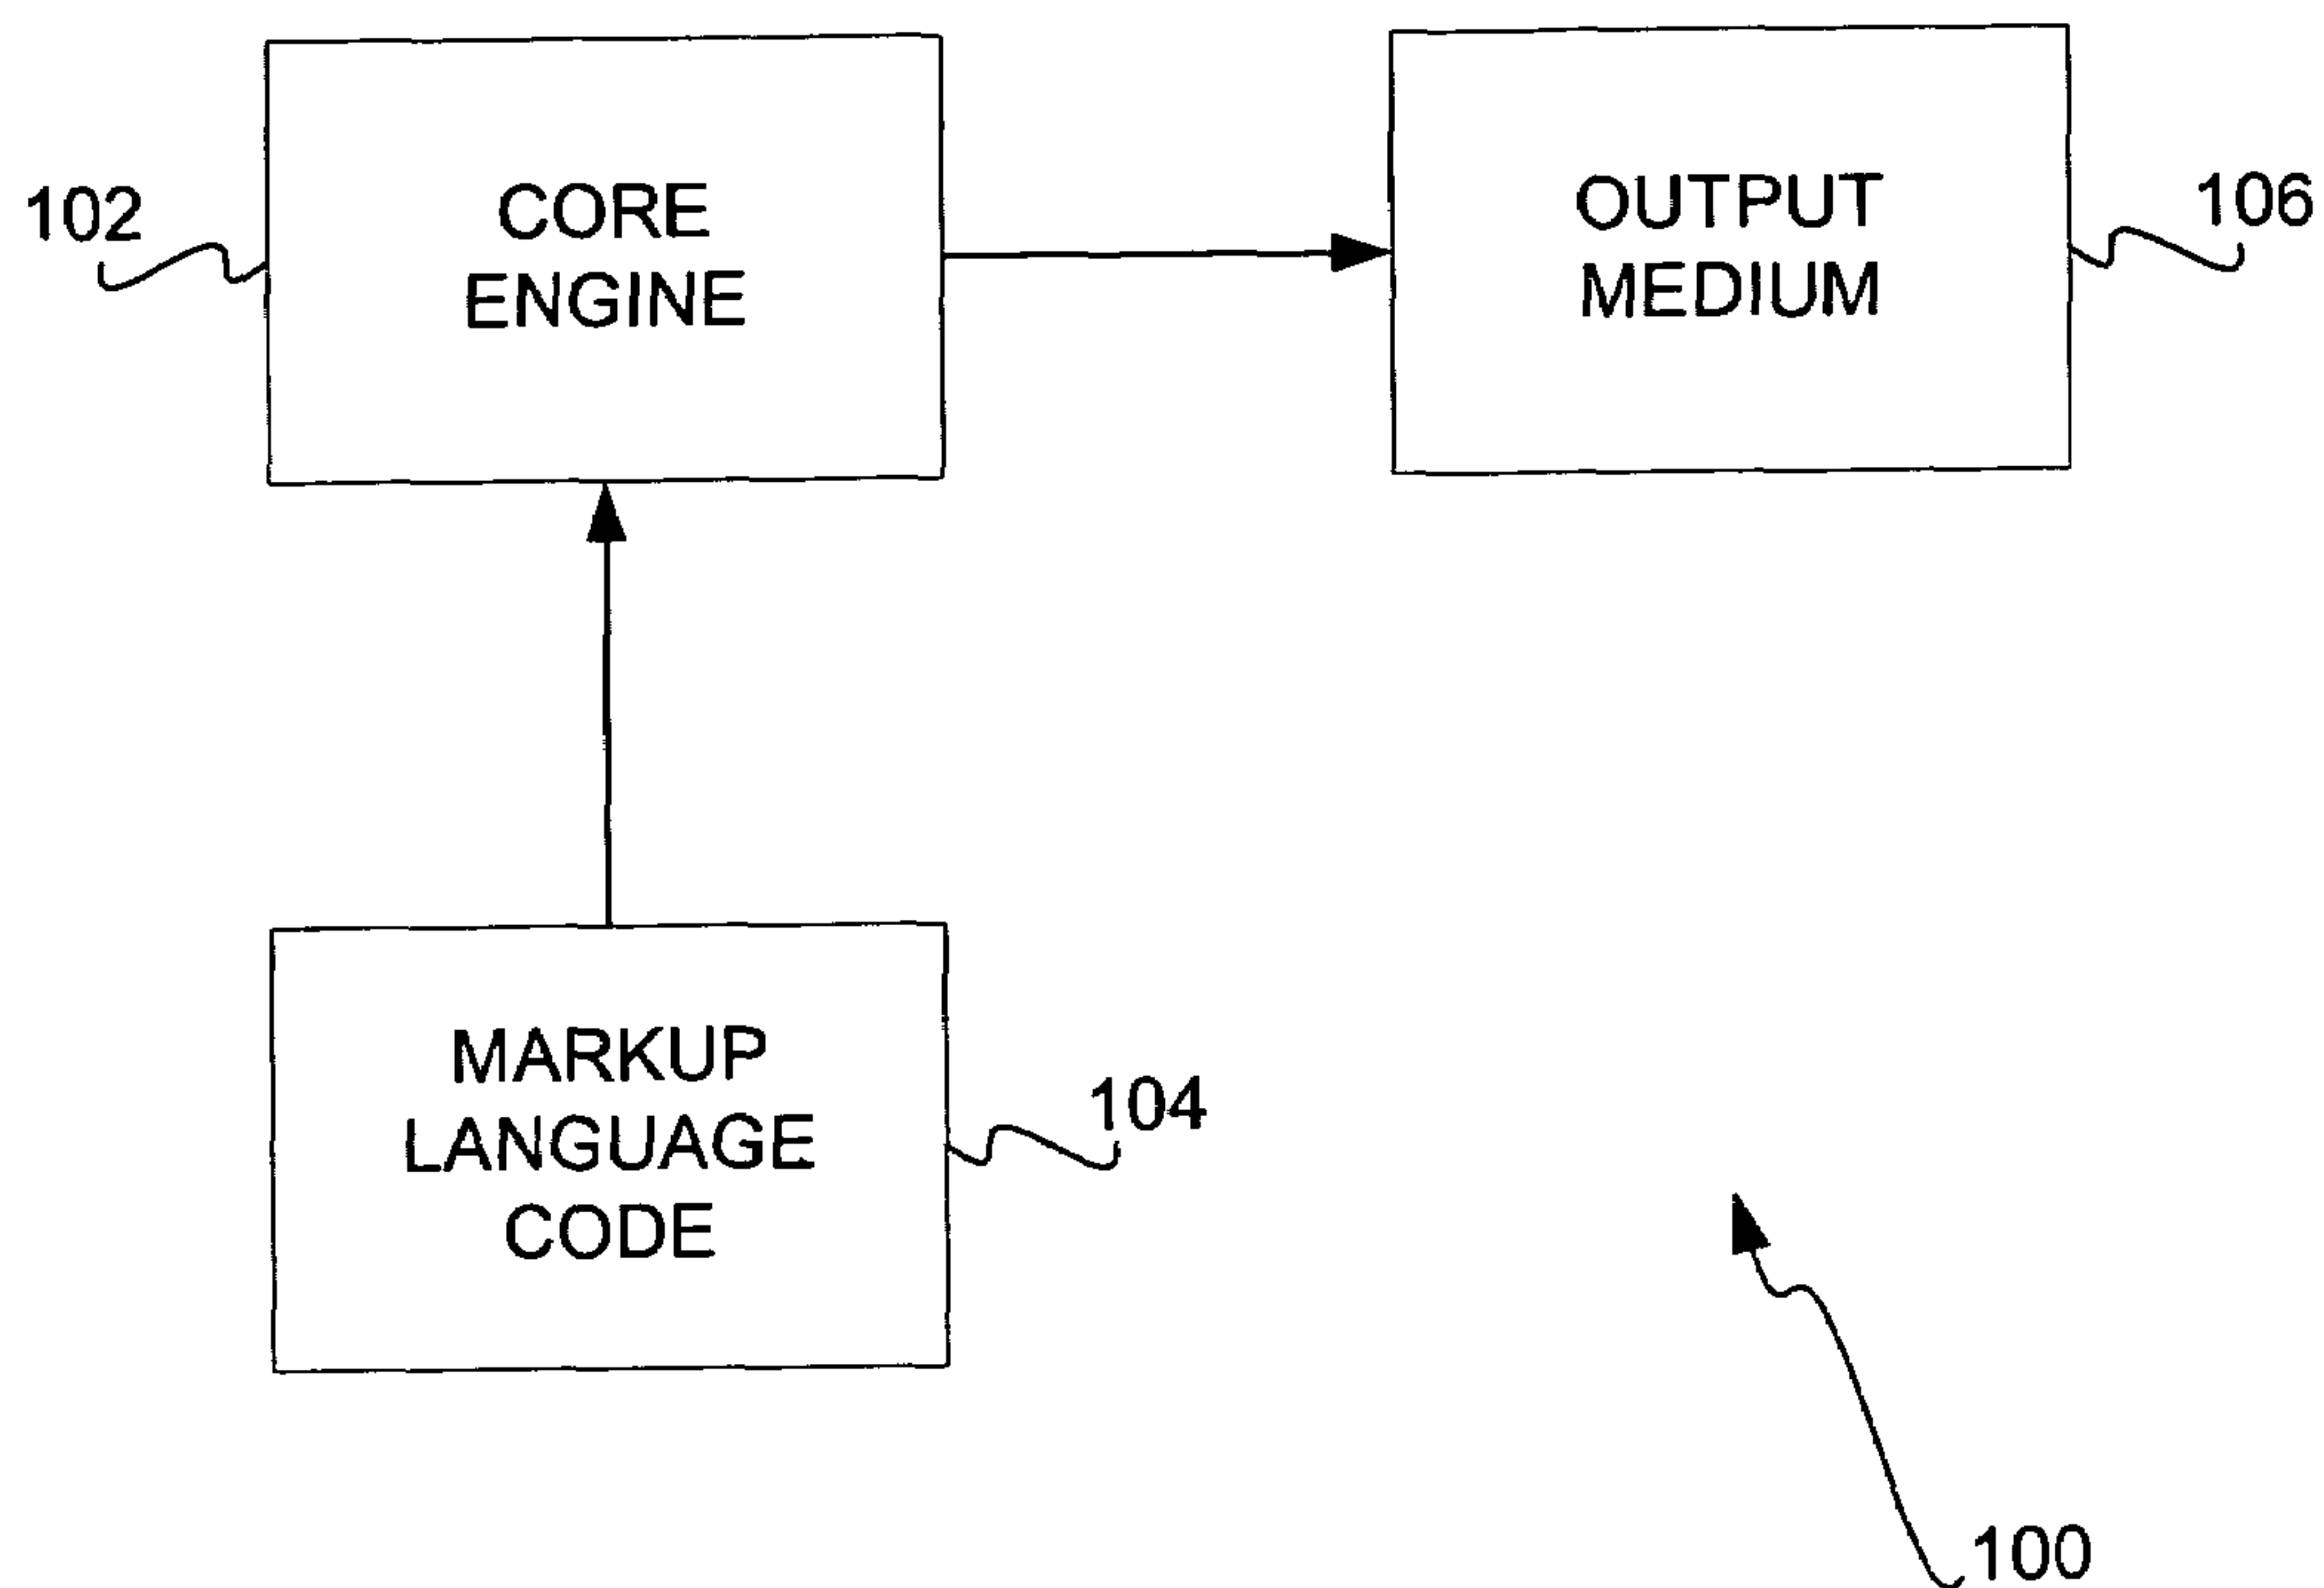 102
CORE
ENGINE
OUTPUT
MEDIUM
106
MARKUP
LANGUAGE
CODE
104
100